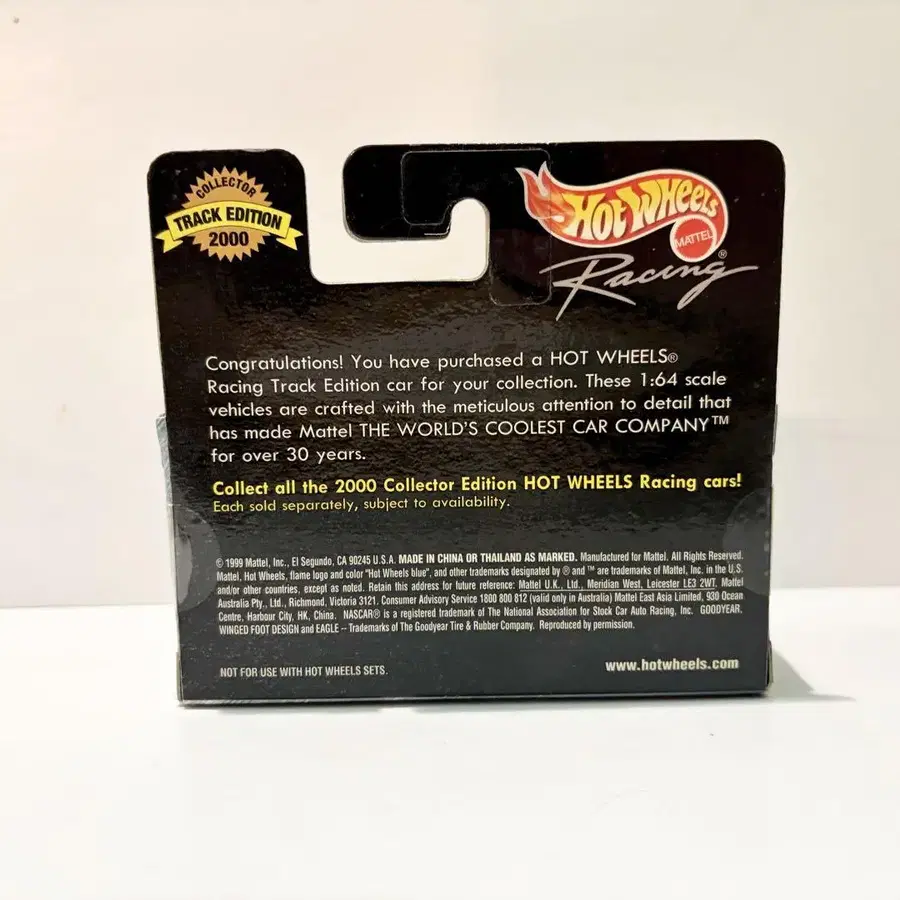 COLLECTOR
TRACK EDITION
2000
HOT WHEELS
MATTEL
Racing®
Congratulations! You have purchased a HOT WHEELS®
Racing Track Edition car for your collection. These 1:64 scale
vehicles are crafted with the meticulous attention to detail that
has made Mattel THE WORLD'S COOLEST CAR COMPANY™
for over 30 years.
Collect all the 2000 Collector Edition HOT WHEELS Racing cars!
Each sold separately, subject to availability.
© 1999 Mattel, Inc., El Segundo, CA 90245 U.S.A. MADE IN CHINA OR THAILAND AS MARKED. Manufactured for Mattel. All Rights Reserved.
Mattel, Hot Wheels, flame logo and color "Hot Wheels blue", and other trademarks designated by ® and ™ are trademarks of Mattel, Inc. in the U.S.
and/or other countries, except as noted. Retain this address for future reference: Mattel U.K., Ltd., Meridian West, Leicester LE3 2WT. Mattel
Australia Pty., Ltd., Richmond, Victoria 3121. Consumer Advisory Service 1800 800 812 (valid only in Australia) Mattel East Asia Limited, 930 Ocean
Centre, Harbour City, HK, China. NASCAR® is a registered trademark of The National Association for Stock Car Auto Racing, Inc. GOODYEAR,
WINGED FOOT DESIGN and EAGLE -- Trademarks of The Goodyear Tire & Rubber Company. Reproduced by permission.
NOT FOR USE WITH HOT WHEELS SETS.
www.hotwheels.com